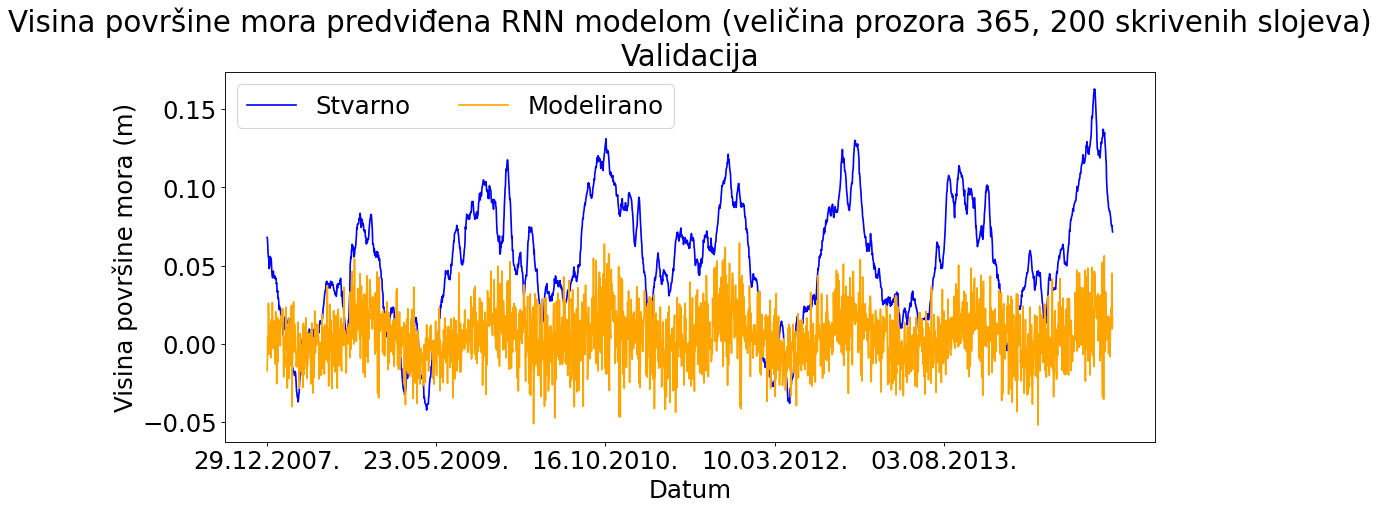 Visina površine mora predviđena RNN modelom (veličina prozora 365, 200 skrivenih slojeva)
Validacija
Stvarno
Modelirano
Visina površine mora (m)
0.15
0.10
0.05
0.00
−0.05
29.12.2007.
23.05.2009.
16.10.2010.
10.03.2012.
03.08.2013.
Datum